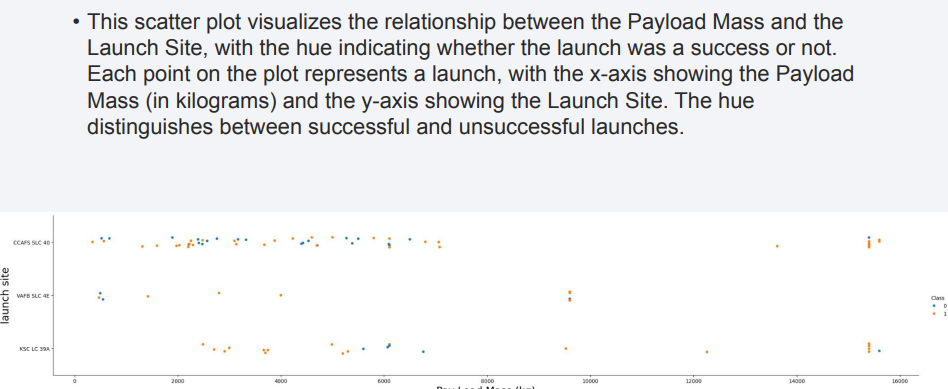 • This scatter plot visualizes the relationship between the Payload Mass and the
Launch Site, with the hue indicating whether the launch was a success or not.
Each point on the plot represents a launch, with the x-axis showing the Payload
Mass (in kilograms) and the y-axis showing the Launch Site. The hue
distinguishes between successful and unsuccessful launches.
CCAFS SLC 40
VAFB SLC 4E
KSC LC 39A
launch site
Class
0
1
0 2000 4000 6000 8000 10000 12000 14000 16000
Pay Load Mass (kg)